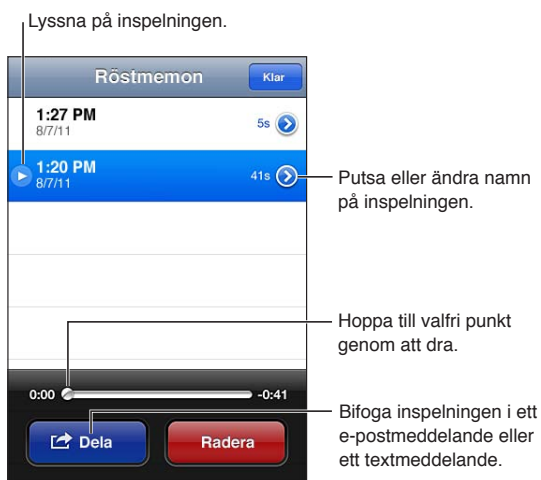 Lyssna på inspelningen.
Röstmemon
Klar
1:27 PM
8/7/11
5s
1:20 PM
8/7/11
41s
Putsa eller ändra namn
på inspelningen.
Hoppa till valfri punkt
genom att dra.
0:00
-0:41
Dela
Radera
Bifoga inspelningen i ett
e-postmeddelande eller
ett textmeddelande.